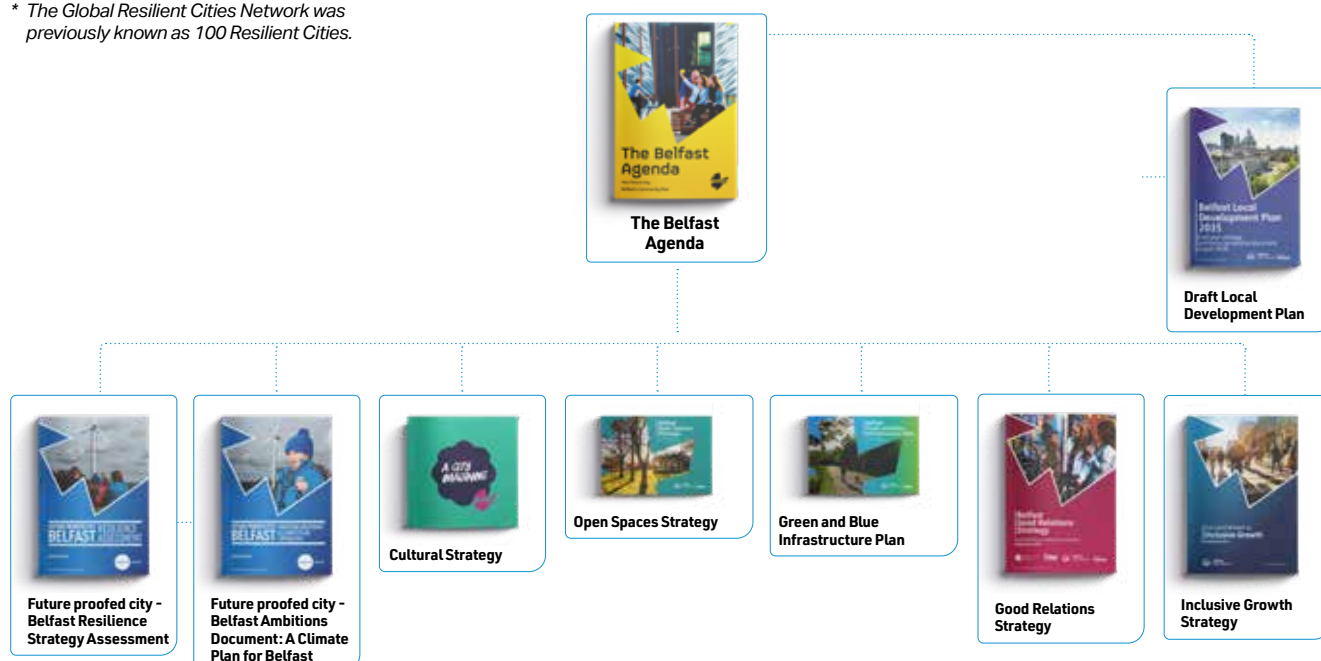 * The Global Resilient Cities Network was
previously known as 100 Resilient Cities.
The Belfast
Agenda
The Belfast
Agenda
Belfast Local
Development Plan
2035
Draft Local
Development Plan
BELFAST
Future proofed city -
Belfast Resilience
Strategy Assessment
BELFAST
Future proofed city -
Belfast Ambitions
Document: A Climate
Plan for Belfast
A CITY
IMAGINING
Cultural Strategy
Open Spaces Strategy
Green and Blue
Infrastructure Plan
Belfast
Good Relations
Strategy
Good Relations
Strategy
Inclusive Growth
Inclusive Growth
Strategy